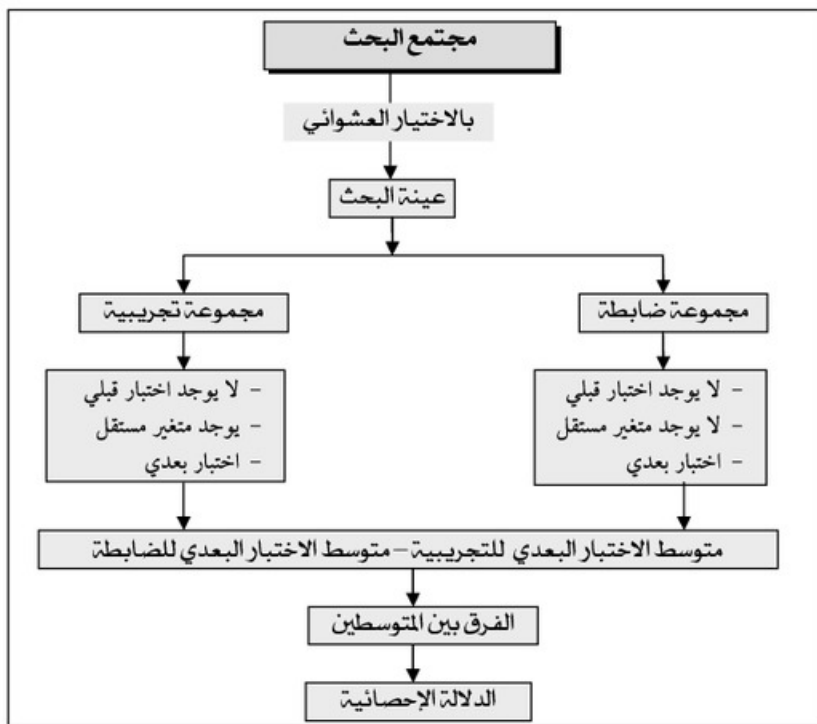 مجتمع البحث
بالاختيار العشوائي
عينة البحث
مجموعة ضابطة
مجموعة تجريبية
- لا يوجد اختبار قبلي
- لا يوجد متغير مستقل
- اختبار بعدي
- لا يوجد اختبار قبلي
- يوجد متغير مستقل
- اختبار بعدي
متوسط الاختبار البعدي للتجريبية – متوسط الاختبار البعدي للضابطة
الفرق بين المتوسطين
الدلالة الإحصائية